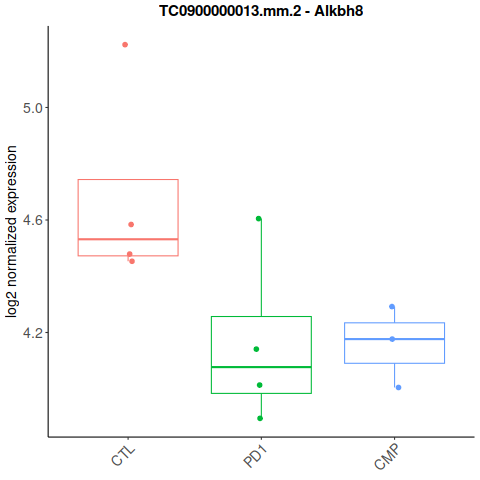 TC0900000013.mm.2 - Alkbh8
log2 normalized expression
5.0
4.6
4.2
CTL
PD1
CMP